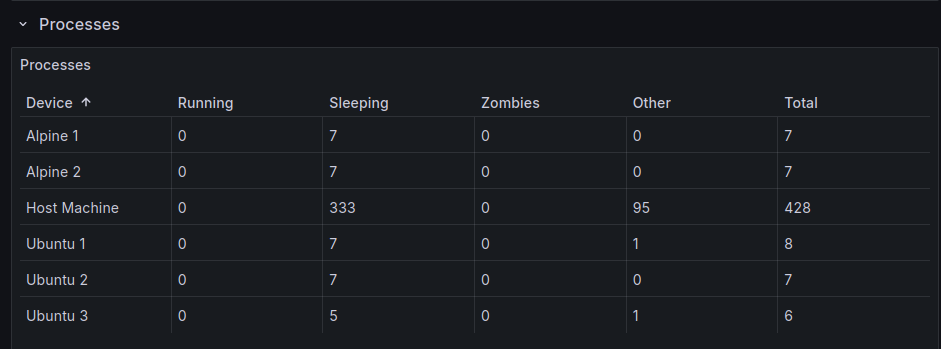 Processes
Processes
Device ↑ Running Sleeping Zombies Other Total
Alpine 1 0 7 0 0 7
Alpine 2 0 7 0 0 7
Host Machine 0 333 0 95 428
Ubuntu 1 0 7 0 1 8
Ubuntu 2 0 7 0 0 7
Ubuntu 3 0 5 0 1 6